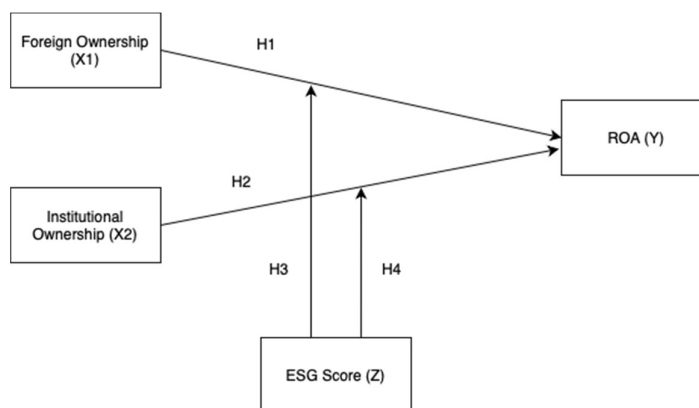 Foreign Ownership
(X1)
H1
ROA (Y)
H2
Institutional
Ownership (X2)
H3
H4
ESG Score (Z)